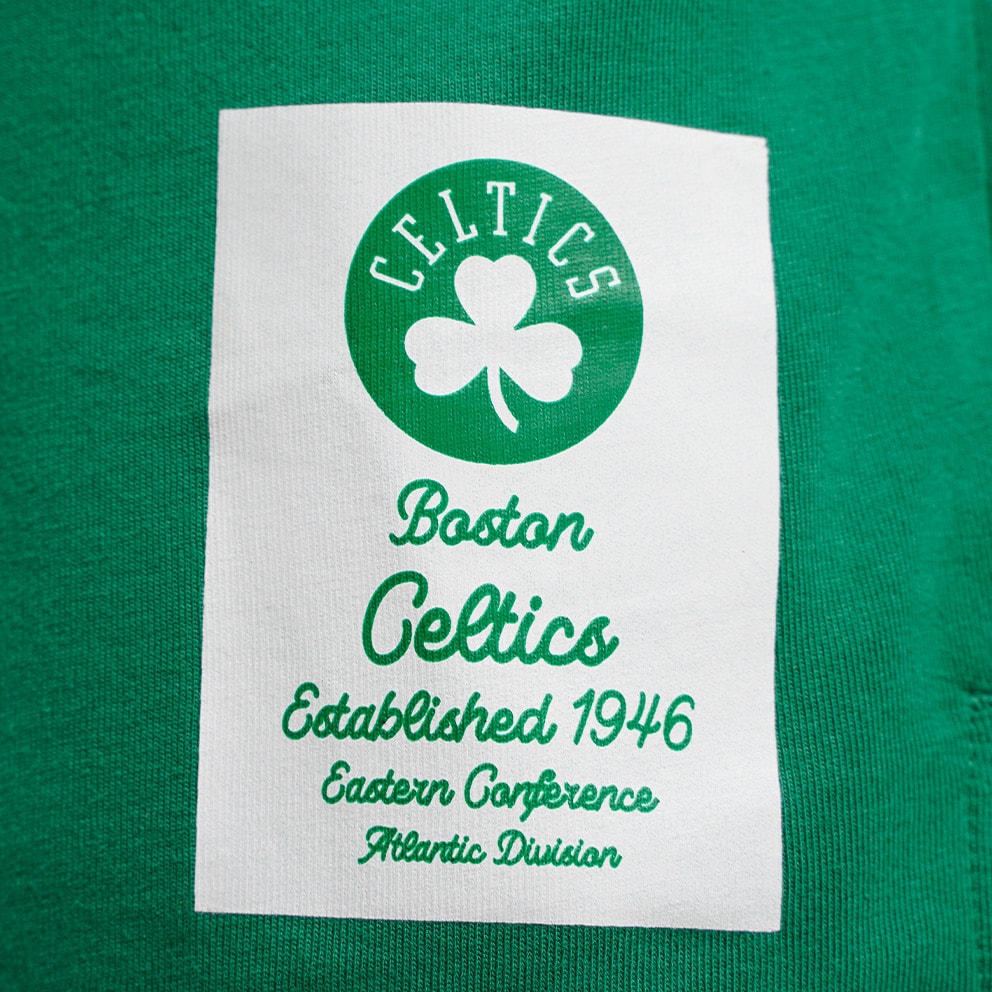 CELTICS
Boston
Celtics
Established 1946
Eastern Conference
Atlantic Division